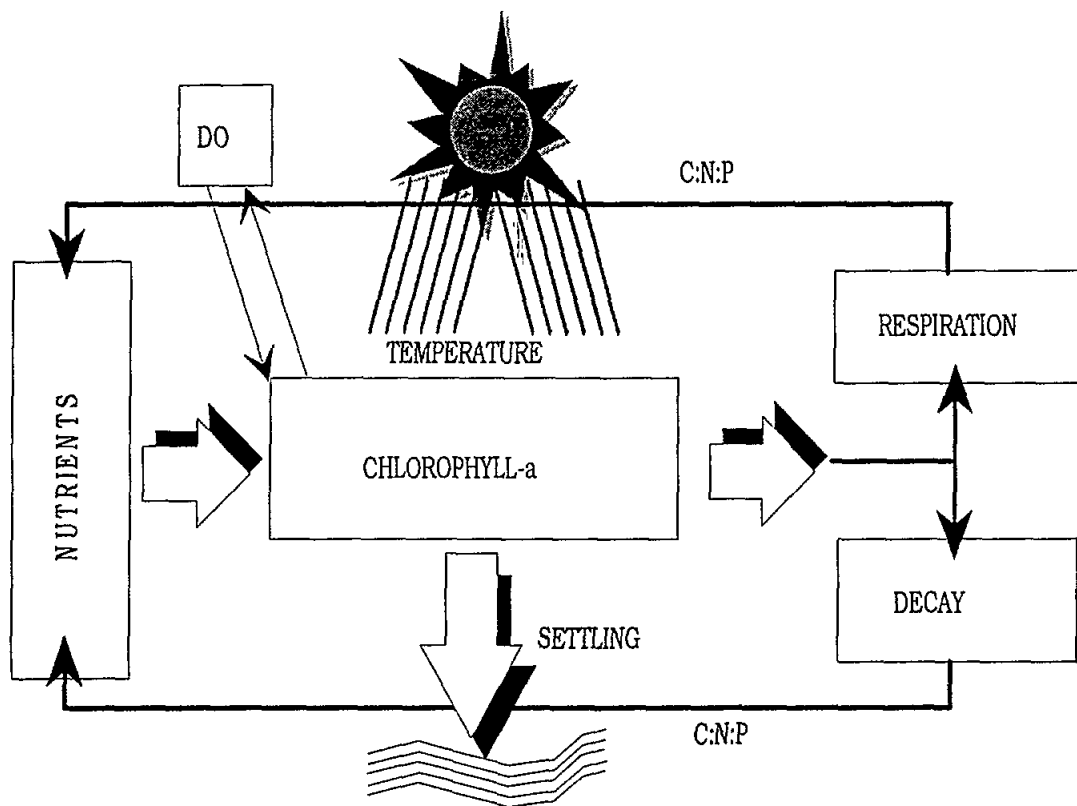 DO
C:N:P
RESPIRATION
TEMPERATURE
NUTRIENTS
CHLOROPHYLL-a
DECAY
SETTLING
C:N:P